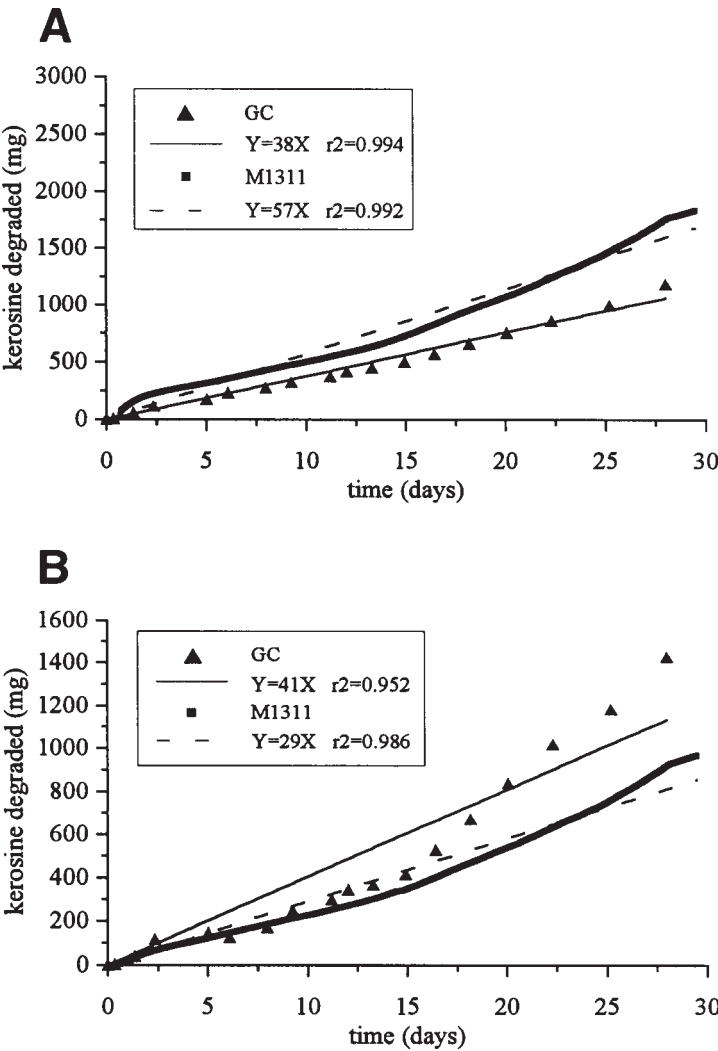 A
3000
2500
2000
1500
1000
500
0
kerosine degraded (mg)
GC
Y=38X r2=0.994
M1311
Y=57X r2=0.992
0 5 10 15 20 25 30
time (days)
B
1600
1400
1200
1000
800
600
400
200
0
kerosine degraded (mg)
GC
Y=41X r2=0.952
M1311
Y=29X r2=0.986
0 5 10 15 20 25 30
time (days)